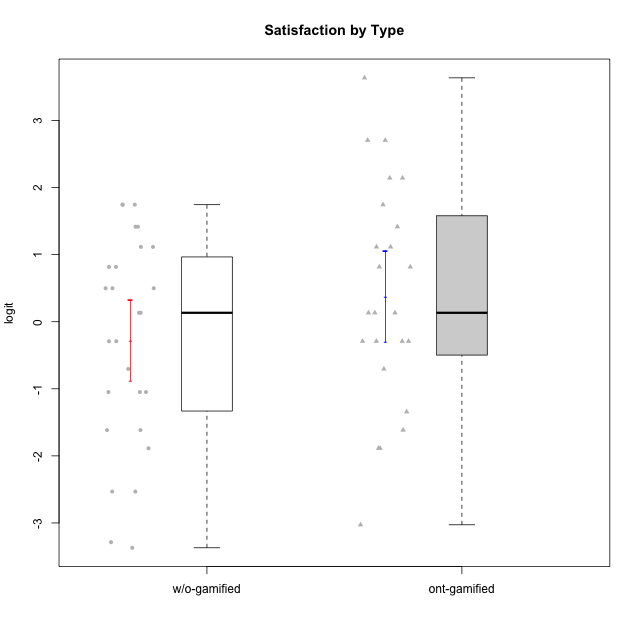 Satisfaction by Type
logit
3
2
1
0
-1
-2
-3
w/o-gamified
ont-gamified